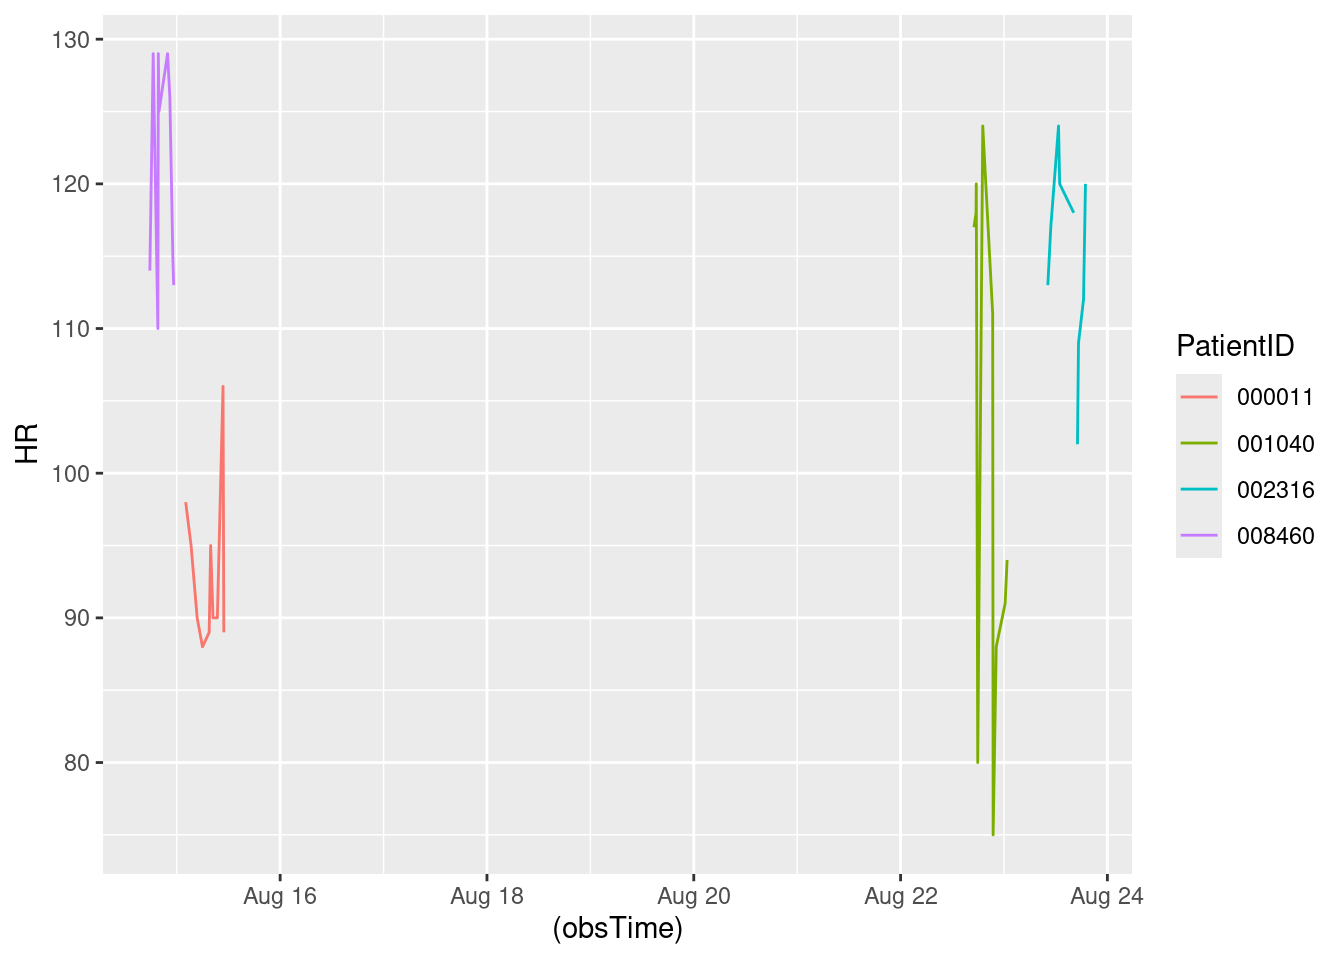 130
120
110
100
90
80
HR
Aug 16
Aug 18
Aug 20
Aug 22
Aug 24
(obsTime)
PatientID
000011
001040
002316
008460